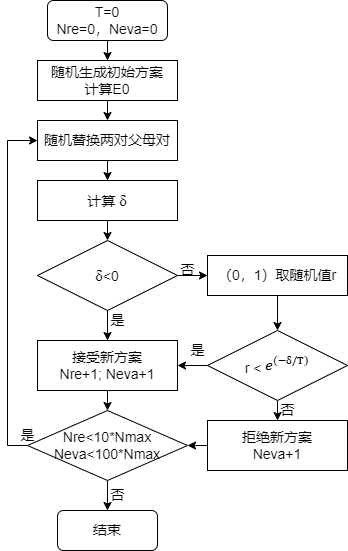 T=0
Nre=0，Neva=0
随机生成初始方案
计算E0
随机替换两对父母对
计算 δ
δ<0
否
（0，1）取随机值r
是
接受新方案
Nre+1; Neva+1
是
r < e^(−δ/T)
否
Nre<10*Nmax
Neva<100*Nmax
拒绝新方案
Neva+1
是
否
结束